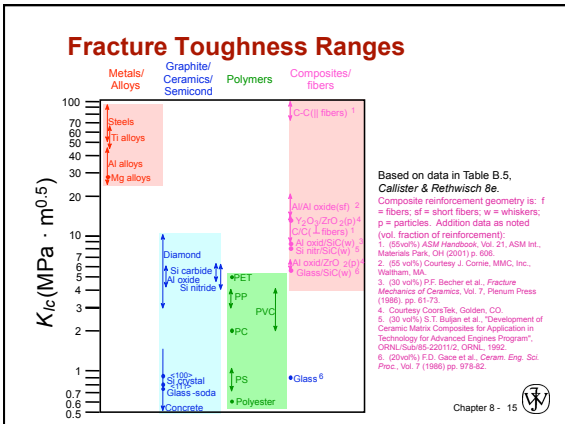 Fracture Toughness Ranges
Metals/
Alloys
Graphite/
Ceramics/
Semicond
Polymers
Composites/
fibers
100
70
60
50
40
30
20
10
7
6
5
4
3
2
1
0.7
0.6
0.5
KIc(MPa · m0.5)
Steels
Ti alloys
Al alloys
Mg alloys
Diamond
Si carbide
Al oxide
Si nitride
<100>
Si crystal
<111>
Glass-soda
Concrete
PET
PP
PVC
PC
PS
Polyester
C-C(|| fibers) 1
Al/Al oxide(sf) 2
Y2O3/ZrO2(p)4
C/C(⊥ fibers) 1
Al oxid/SiC(w) 3
Si nitr/SiC(w) 5
Al oxid/ZrO2(p)4
Glass/SiC(w) 6
Glass 6
Based on data in Table B.5,
Callister & Rethwisch 8e.
Composite reinforcement geometry is: f
= fibers; sf = short fibers; w = whiskers;
p = particles. Addition data as noted
(vol. fraction of reinforcement):
1. (55vol%) ASM Handbook, Vol. 21, ASM Int.,
Materials Park, OH (2001) p. 606.
2. (55 vol%) Courtesy J. Cornie, MMC, Inc.,
Waltham, MA.
3. (30 vol%) P.F. Becher et al., Fracture
Mechanics of Ceramics, Vol. 7, Plenum Press
(1986). pp. 61-73.
4. Courtesy CoorsTek, Golden, CO.
5. (30 vol%) S.T. Buljan et al., "Development of
Ceramic Matrix Composites for Application in
Technology for Advanced Engines Program",
ORNL/Sub/85-22011/2, ORNL, 1992.
6. (20vol%) F.D. Gace et al., Ceram. Eng. Sci.
Proc., Vol. 7 (1986) pp. 978-82.
Chapter 8 - 15